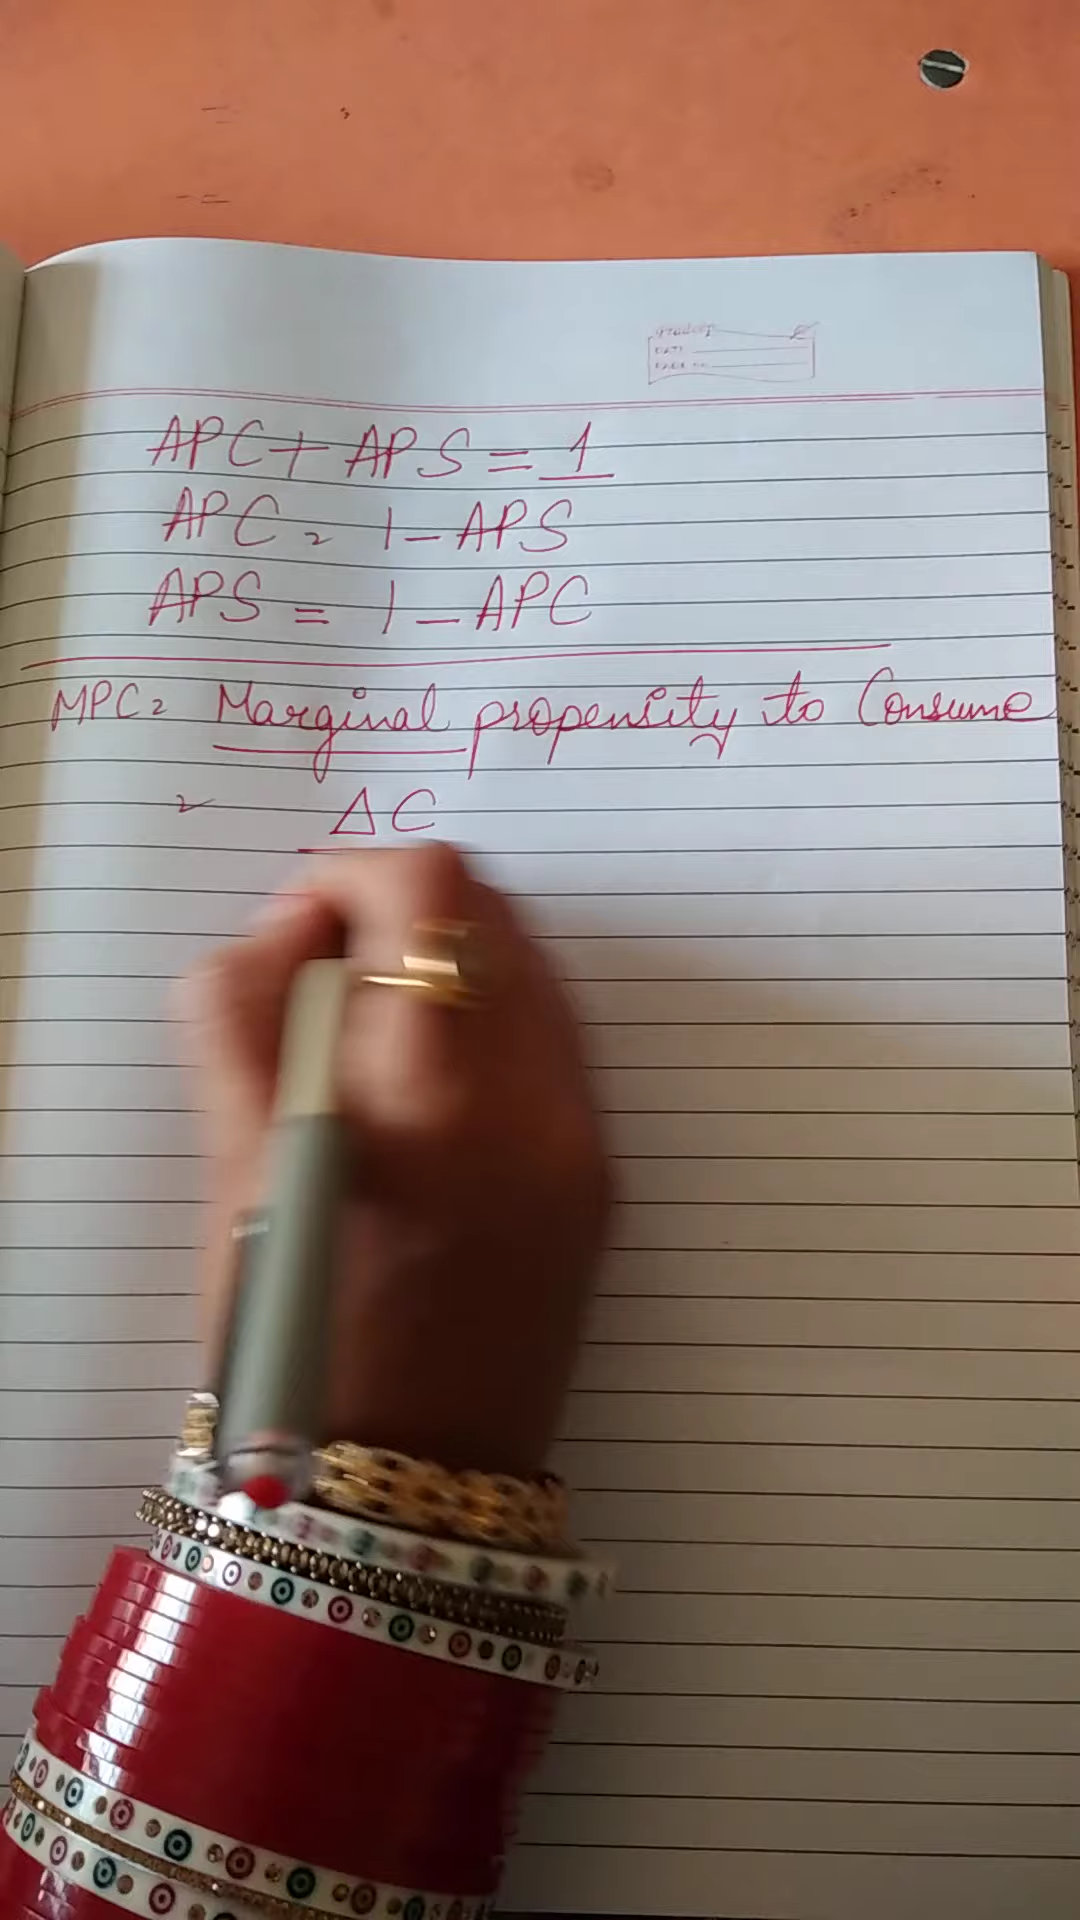 APC + APS = 1
APC = 1 - APS
APS = 1 - APC
MPC = Marginal propensity to Consume
= ΔC